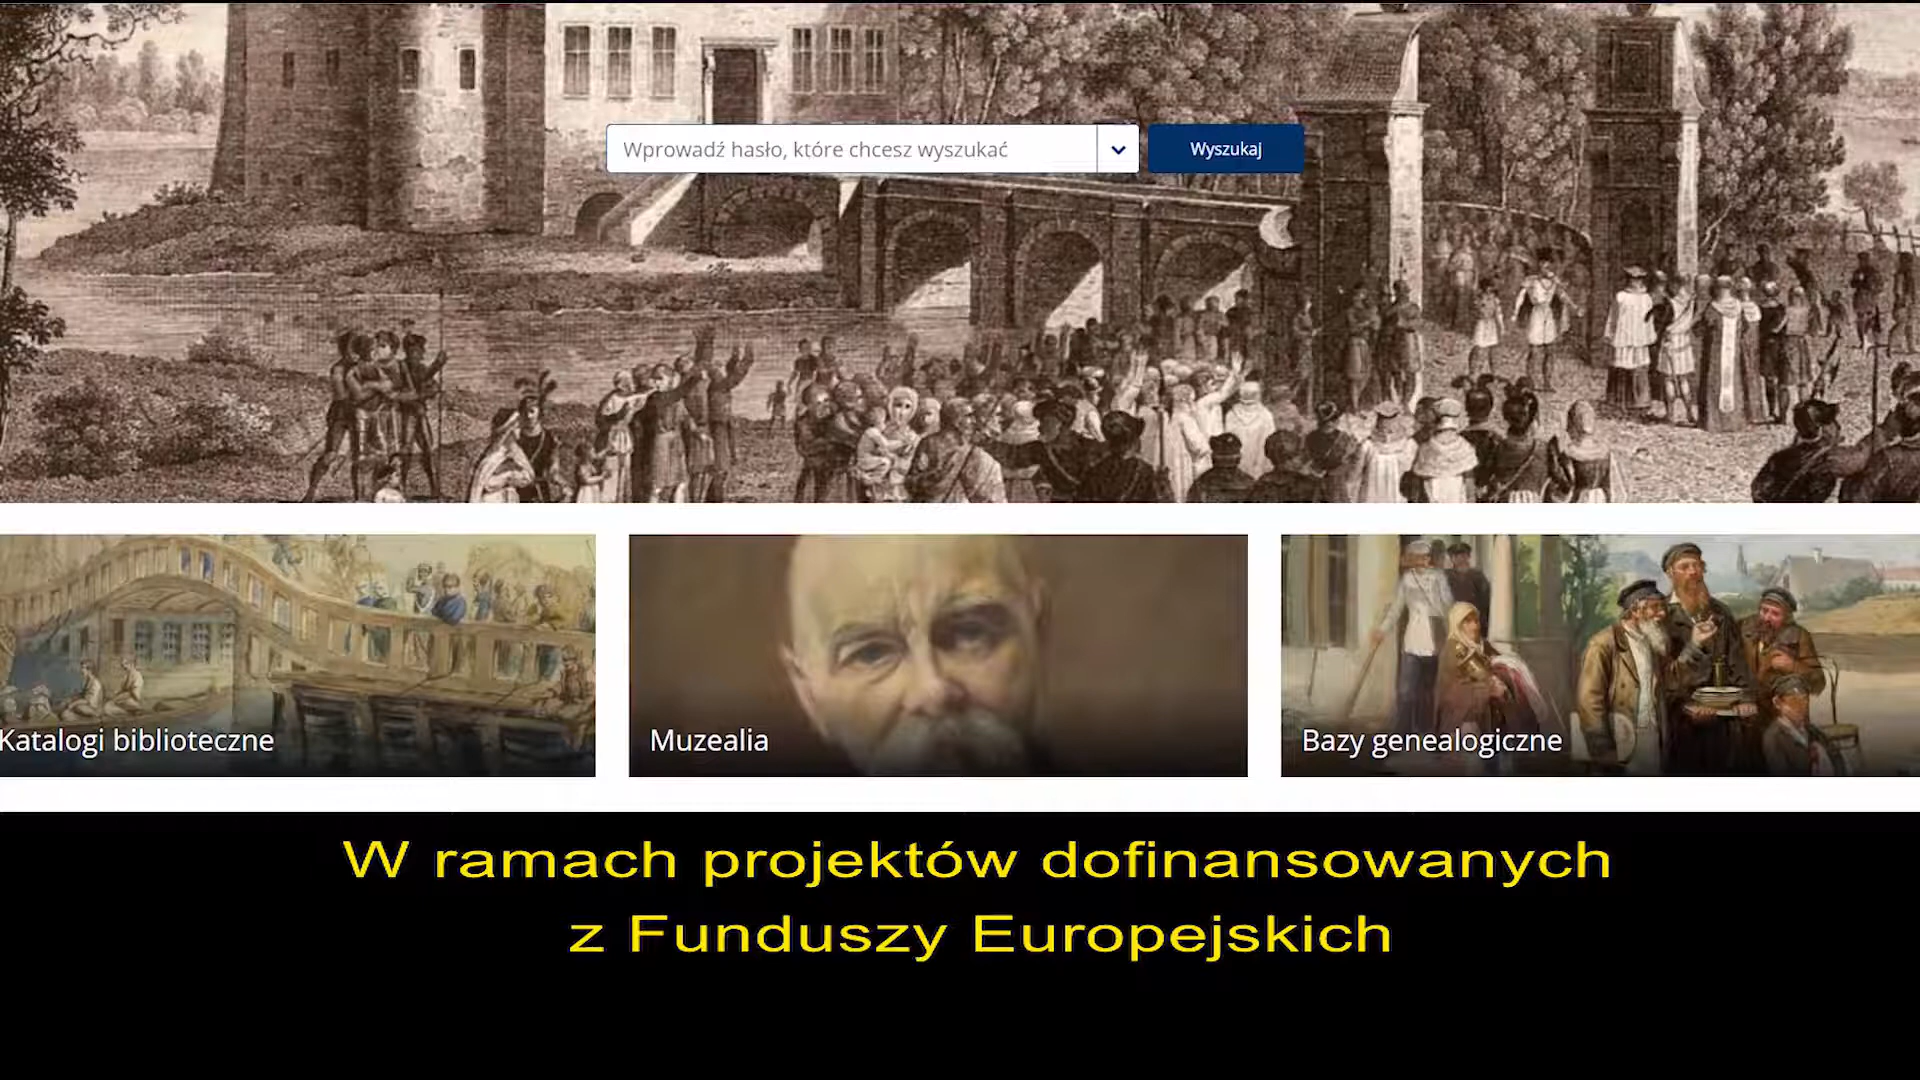 Wprowadź hasło, które chcesz wyszukać
Wyszukaj
Katalogi biblioteczne
Muzealia
Bazy genealogiczne
W ramach projektów dofinansowanych
z Funduszy Europejskich